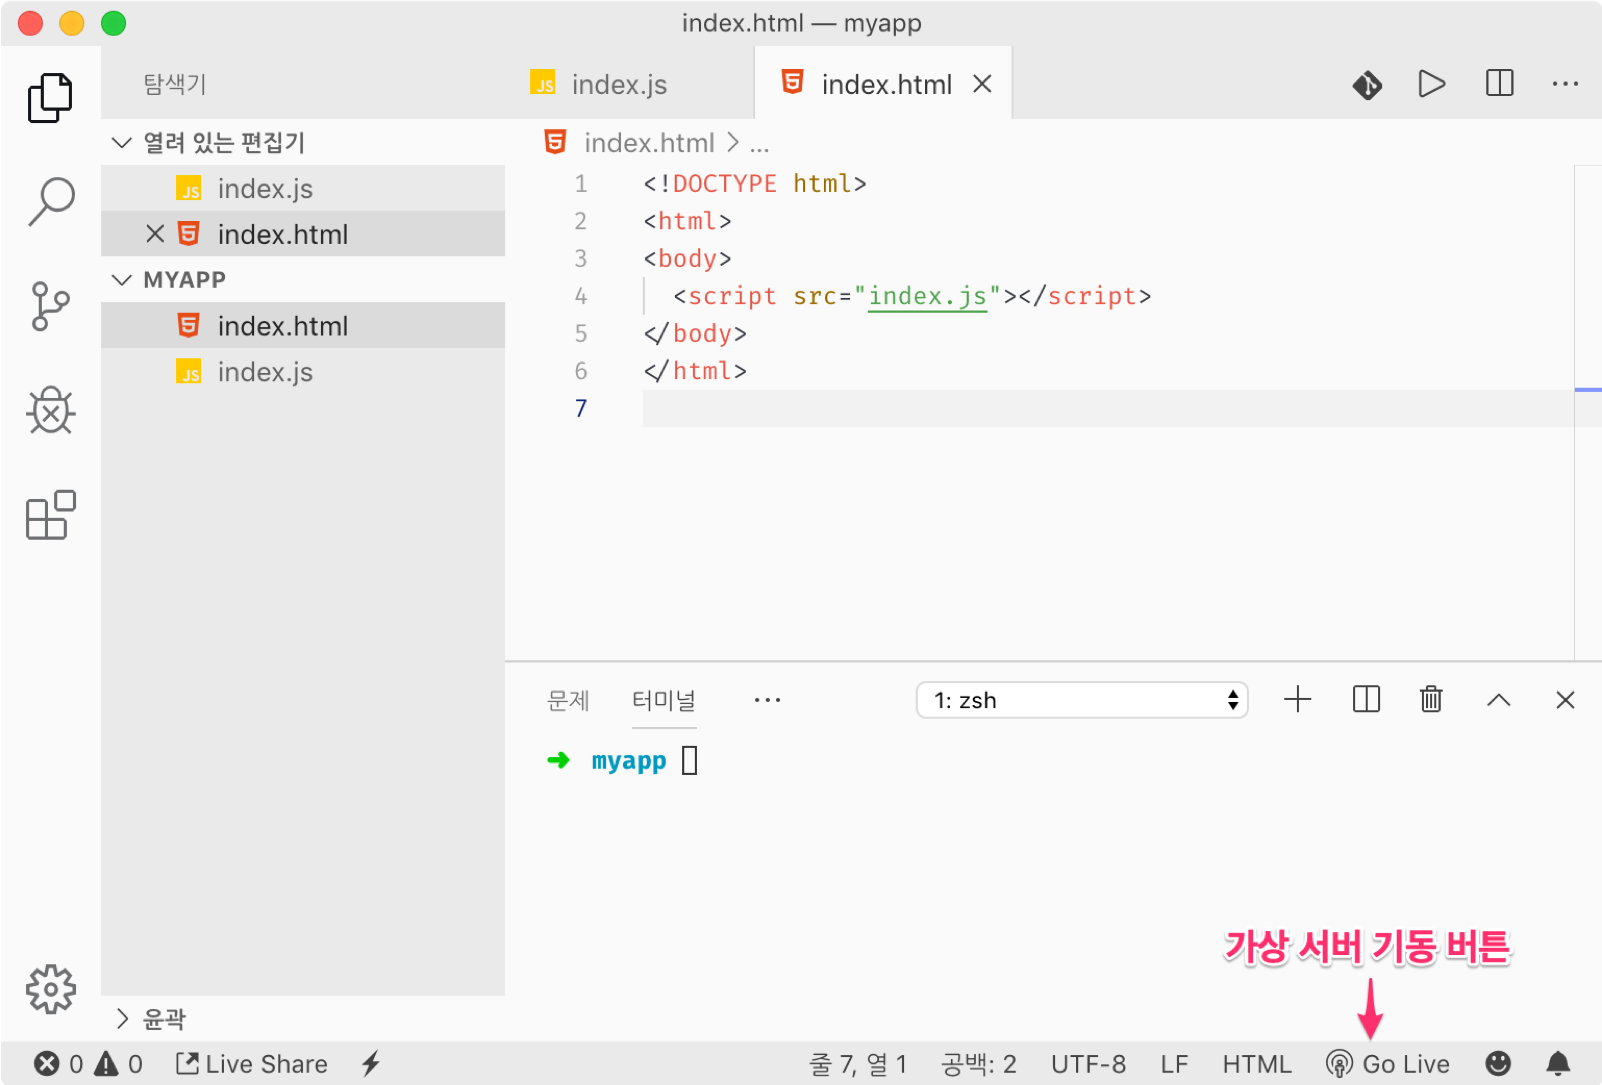 index.html — myapp
탐색기
열려 있는 편집기
JS index.js
index.html
MYAPP
index.html
JS index.js
윤곽
JS index.js
index.html
index.html > ...
1 <!DOCTYPE html>
2 <html>
3 <body>
4 <script src="index.js"></script>
5 </body>
6 </html>
7
문제 터미널 ... 1: zsh
➜ myapp
가상 서버 기동 버튼
0 0 Live Share 줄 7, 열 1 공백: 2 UTF-8 LF HTML Go Live